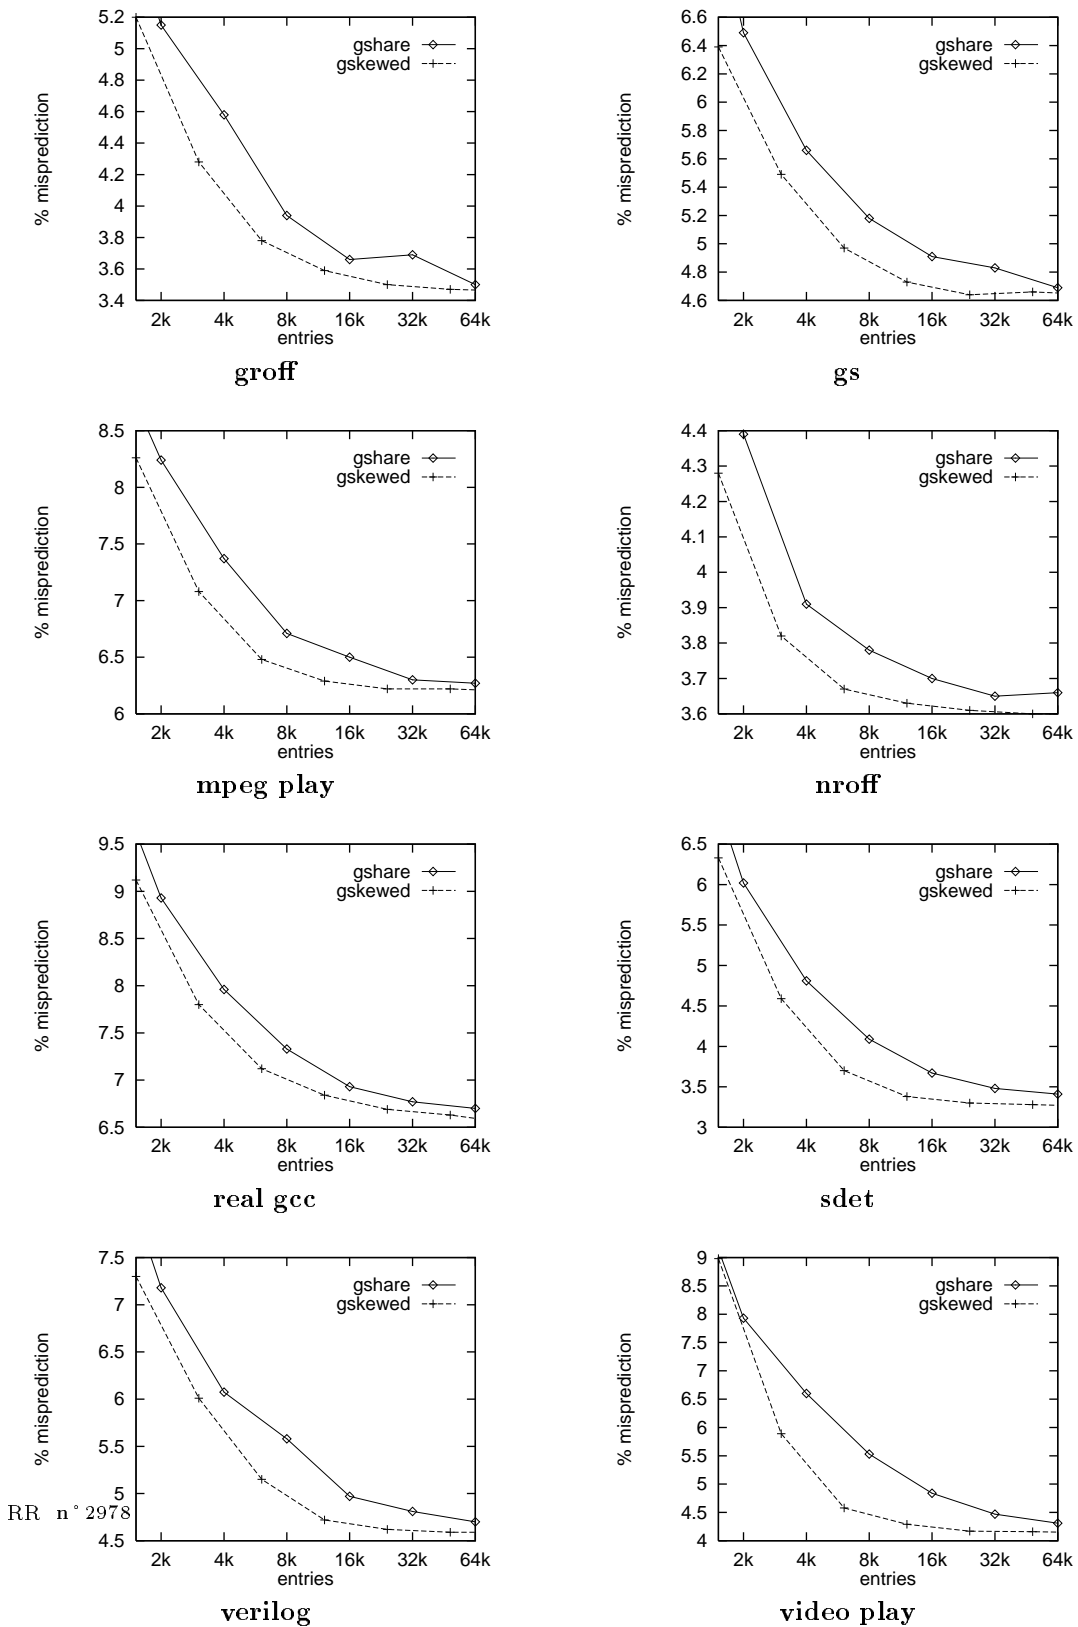 % misprediction
5.2
5
4.8
4.6
4.4
4.2
4
3.8
3.6
3.4
gshare
gskewed
2k 4k 8k 16k 32k 64k
entries
groff
% misprediction
6.6
6.4
6.2
6
5.8
5.6
5.4
5.2
5
4.8
4.6
gshare
gskewed
2k 4k 8k 16k 32k 64k
entries
gs
% misprediction
8.5
8
7.5
7
6.5
6
gshare
gskewed
2k 4k 8k 16k 32k 64k
entries
mpeg play
% misprediction
4.4
4.3
4.2
4.1
4
3.9
3.8
3.7
3.6
gshare
gskewed
2k 4k 8k 16k 32k 64k
entries
nroff
% misprediction
9.5
9
8.5
8
7.5
7
6.5
gshare
gskewed
2k 4k 8k 16k 32k 64k
entries
real gcc
% misprediction
6.5
6
5.5
5
4.5
4
3.5
3
gshare
gskewed
2k 4k 8k 16k 32k 64k
entries
sdet
% misprediction
7.5
7
6.5
6
5.5
5
4.5
gshare
gskewed
2k 4k 8k 16k 32k 64k
entries
verilog
% misprediction
9
8.5
8
7.5
7
6.5
6
5.5
5
4.5
4
gshare
gskewed
2k 4k 8k 16k 32k 64k
entries
video play
RR n°2978